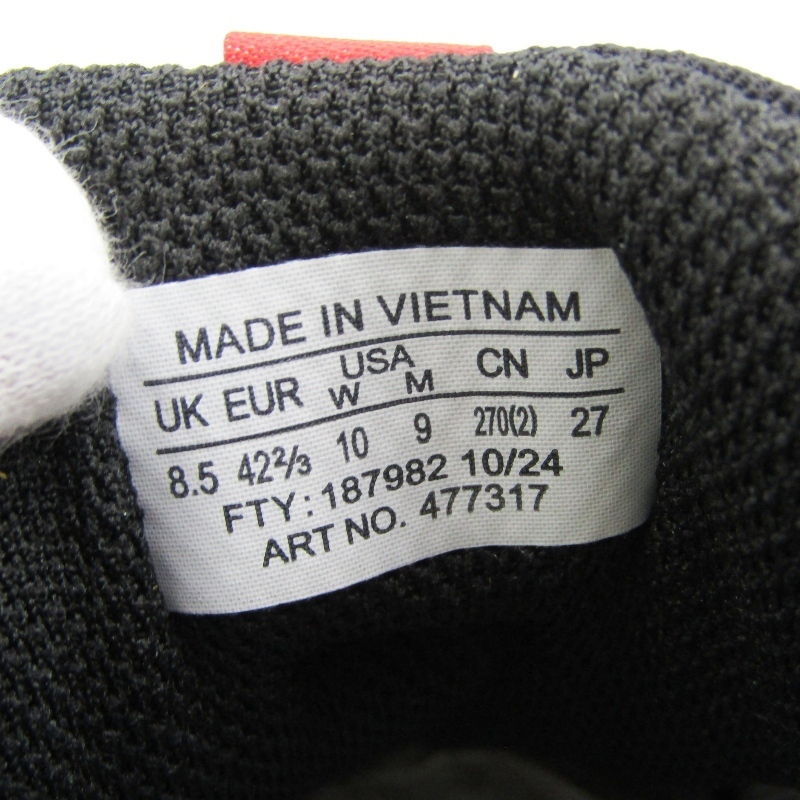 MADE IN VIETNAM
USA
UK EUR W M CN JP
8.5 42⅔ 10 9 270(2) 27
FTY: 187982 10/24
ART NO. 477317